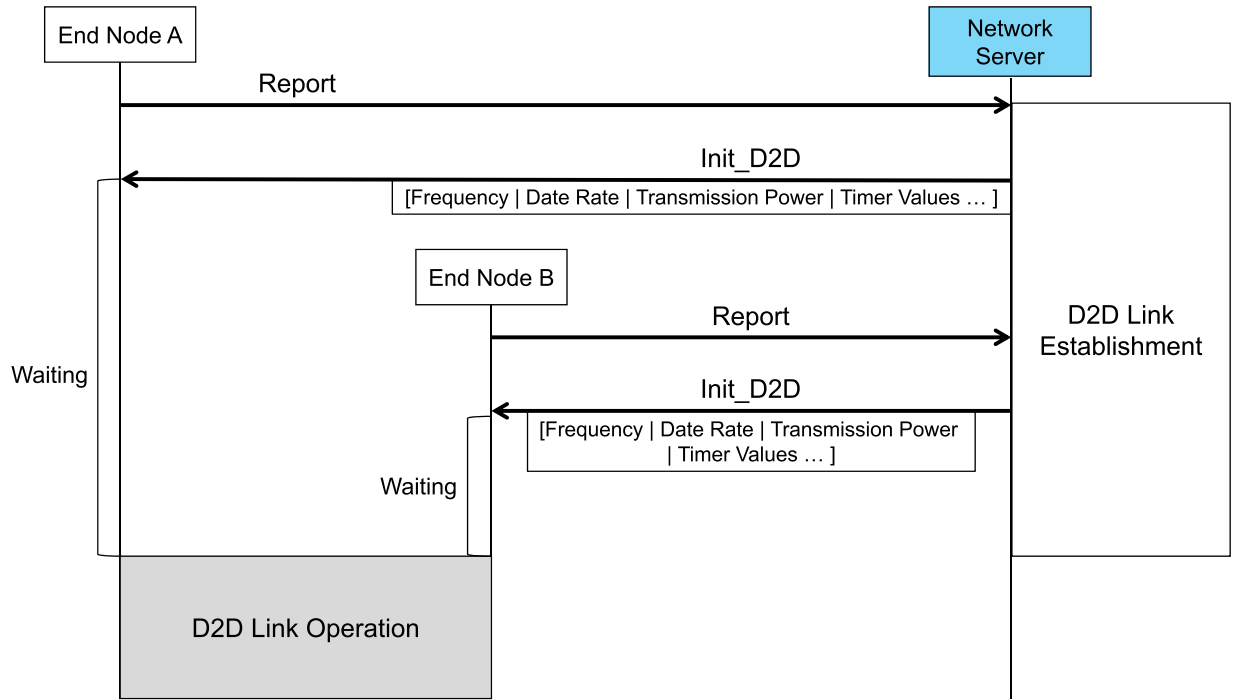 End Node A
Network
Server
Report
Init_D2D
[Frequency | Date Rate | Transmission Power | Timer Values … ]
End Node B
Report
D2D Link
Establishment
Waiting
Init_D2D
[Frequency | Date Rate | Transmission Power
| Timer Values … ]
Waiting
D2D Link Operation